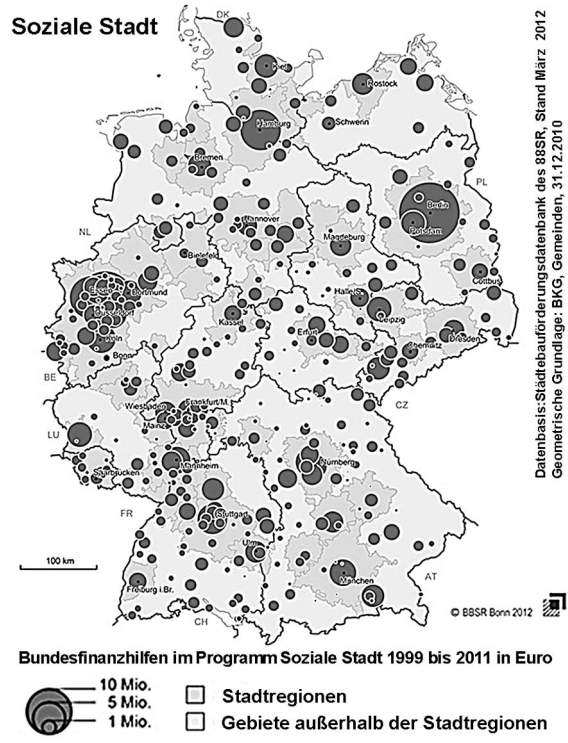 Soziale Stadt
DK
Kiel
Rostock
Hamburg
Schwerin
Bremen
PL
Berlin
Potsdam
NL
Hannover
Magdeburg
Bielefeld
Cottbus
Essen
Dortmund
Halle/S.
Leipzig
Düsseldorf
Kassel
Köln
Erfurt
Dresden
Chemnitz
Bonn
BE
Frankfurt/M.
Wiesbaden
CZ
Mainz
LU
Saarbrücken
Mannheim
Nürnberg
FR
Stuttgart
Ulm
100 km
München
AT
Freiburg i.Br.
CH
© BBSR Bonn 2012
Datenbasis:Städtebauförderungsdatenbank des 88SR, Stand März 2012
Geometrische Grundlage: BKG, Gemeinden, 31.12.2010
Bundesfinanzhilfen im Programm Soziale Stadt 1999 bis 2011 in Euro
10 Mio.
5 Mio.
1 Mio.
Stadtregionen
Gebiete außerhalb der Stadtregionen